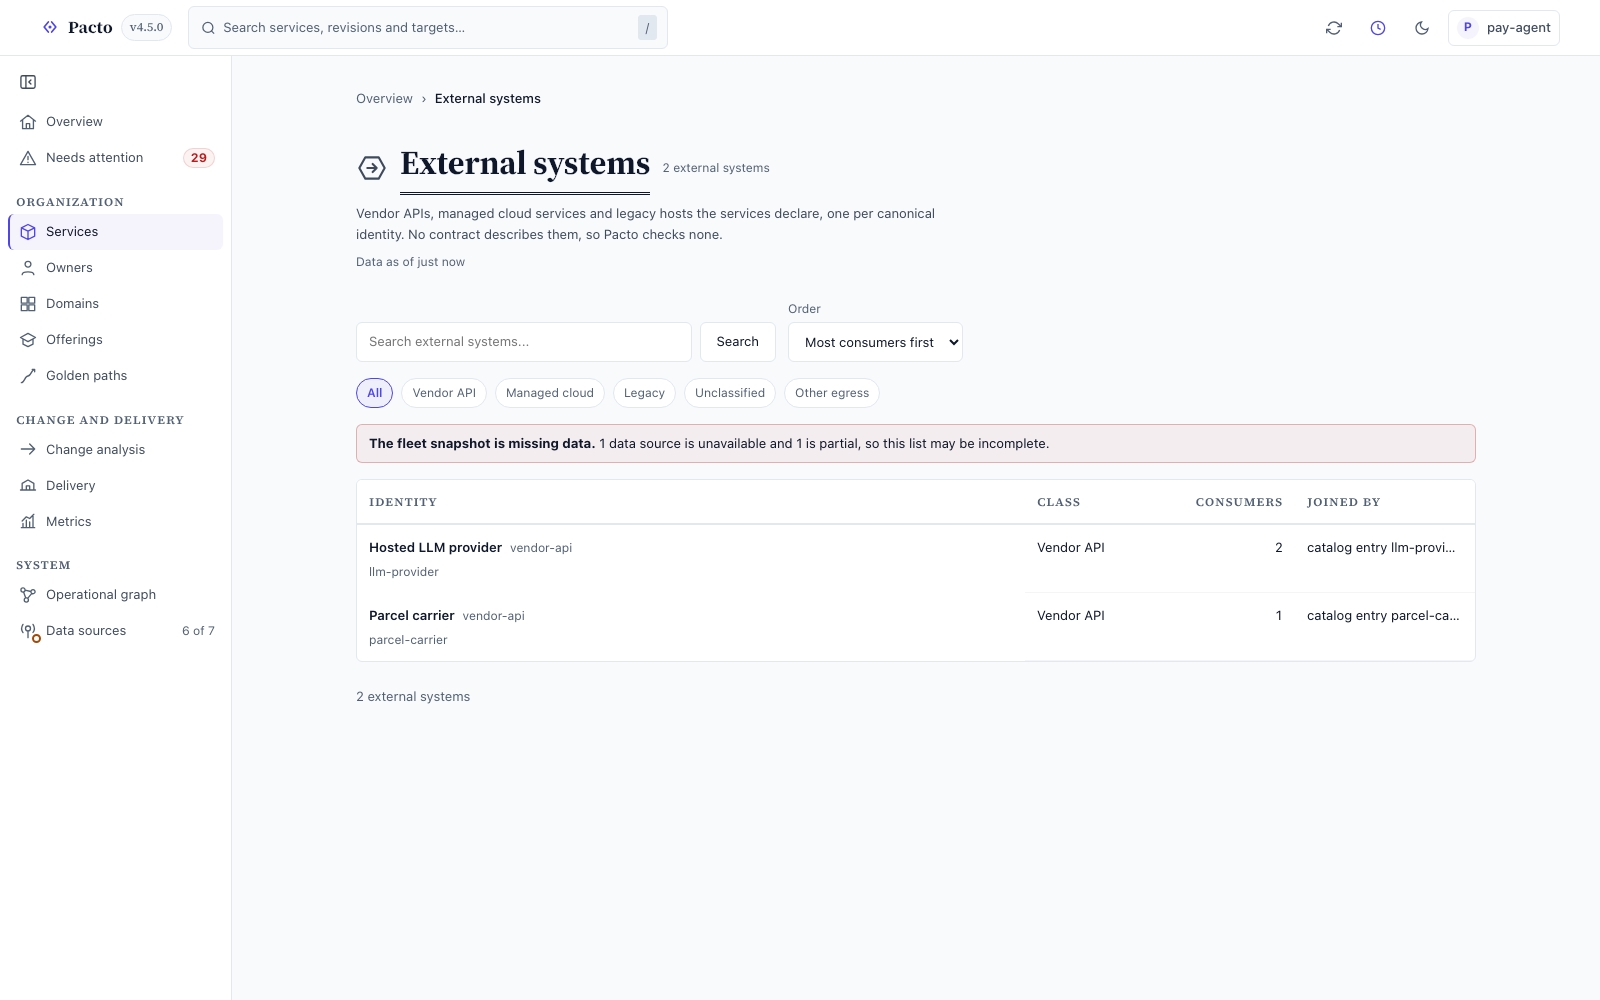 Pacto v4.5.0
Search services, revisions and targets...
/
P pay-agent
Overview
Needs attention 29
ORGANIZATION
Services
Owners
Domains
Offerings
Golden paths
CHANGE AND DELIVERY
Change analysis
Delivery
Metrics
SYSTEM
Operational graph
Data sources 6 of 7
Overview › External systems
External systems 2 external systems
Vendor APIs, managed cloud services and legacy hosts the services declare, one per canonical
identity. No contract describes them, so Pacto checks none.
Data as of just now
Order
Search external systems... Search Most consumers first
All Vendor API Managed cloud Legacy Unclassified Other egress
The fleet snapshot is missing data. 1 data source is unavailable and 1 is partial, so this list may be incomplete.
IDENTITY CLASS CONSUMERS JOINED BY
Hosted LLM provider vendor-api Vendor API 2 catalog entry llm-provi...
llm-provider
Parcel carrier vendor-api Vendor API 1 catalog entry parcel-ca...
parcel-carrier
2 external systems